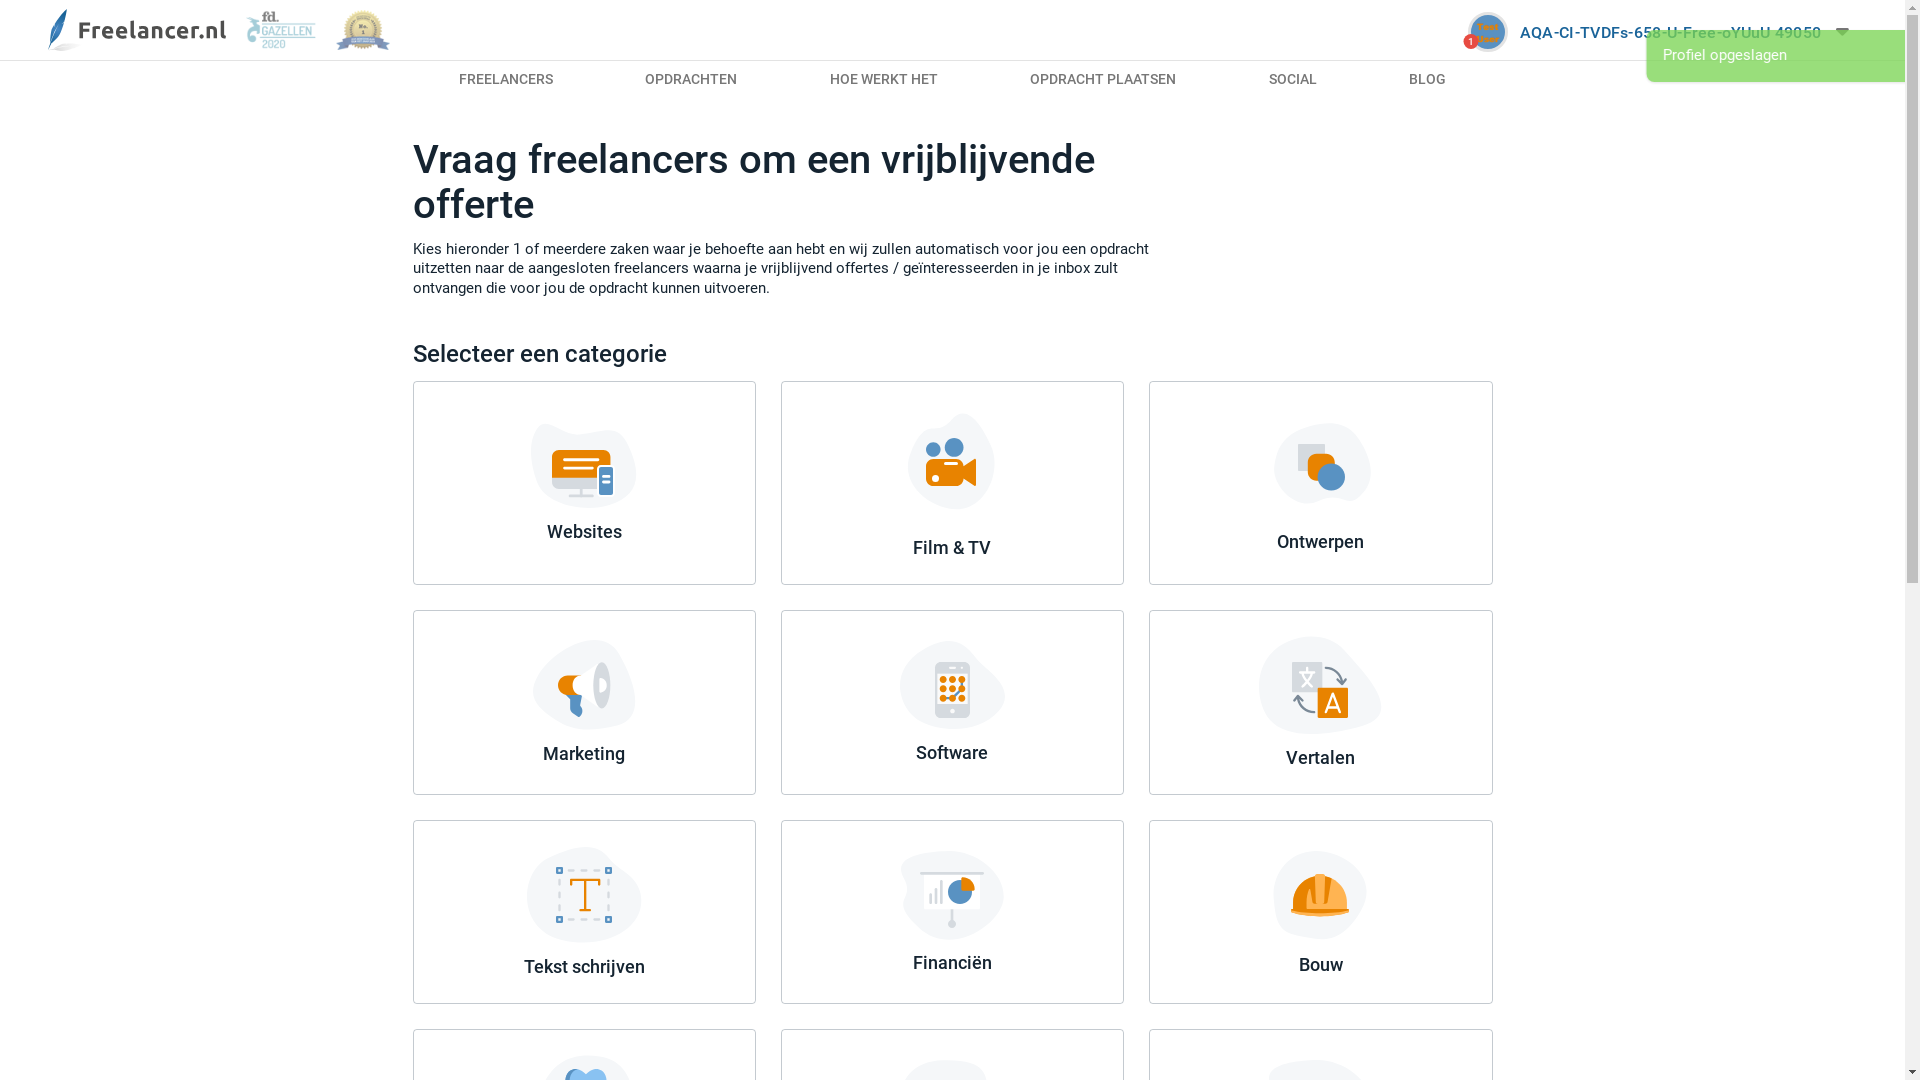 Freelancer.nl
fd.
GAZELLEN
2020
No.
1
Test
User
1
AQA-CI-TVDFs-658-U-Free-oYUuU 49050
Profiel opgeslagen
FREELANCERS
OPDRACHTEN
HOE WERKT HET
OPDRACHT PLAATSEN
SOCIAL
BLOG
Vraag freelancers om een vrijblijvende
offerte
Kies hieronder 1 of meerdere zaken waar je behoefte aan hebt en wij zullen automatisch voor jou een opdracht
uitzetten naar de aangesloten freelancers waarna je vrijblijvend offertes / geïnteresseerden in je inbox zult
ontvangen die voor jou de opdracht kunnen uitvoeren.
Selecteer een categorie
Websites
Film & TV
Ontwerpen
Marketing
Software
Vertalen
Tekst schrijven
Financiën
Bouw